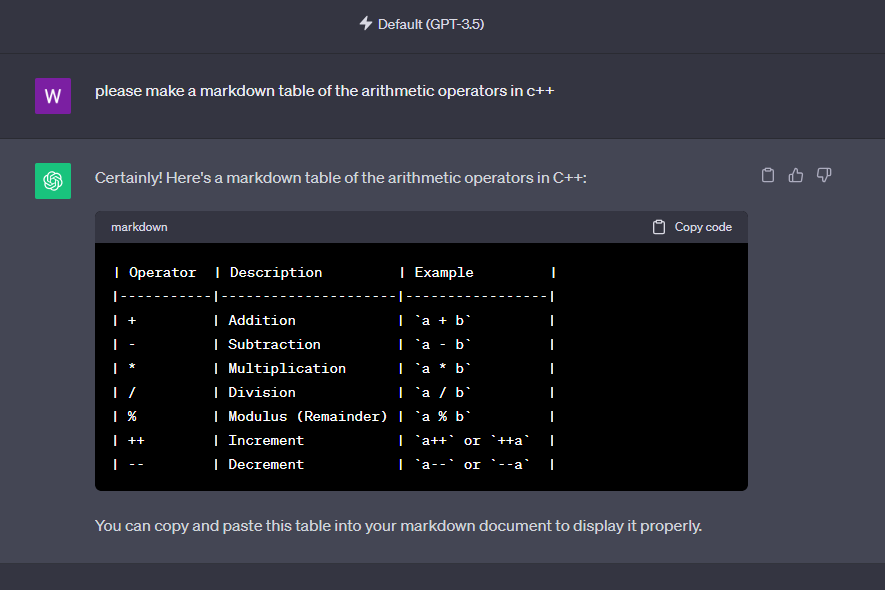 Default (GPT-3.5)
W
please make a markdown table of the arithmetic operators in c++
Certainly! Here's a markdown table of the arithmetic operators in C++:
markdown
Copy code
| Operator  | Description         | Example         |
|-----------|---------------------|-----------------|
| +         | Addition            | `a + b`         |
| -         | Subtraction         | `a - b`         |
| *         | Multiplication      | `a * b`         |
| /         | Division            | `a / b`         |
| %         | Modulus (Remainder) | `a % b`         |
| ++        | Increment           | `a++` or `++a`  |
| --        | Decrement           | `a--` or `--a`  |
You can copy and paste this table into your markdown document to display it properly.